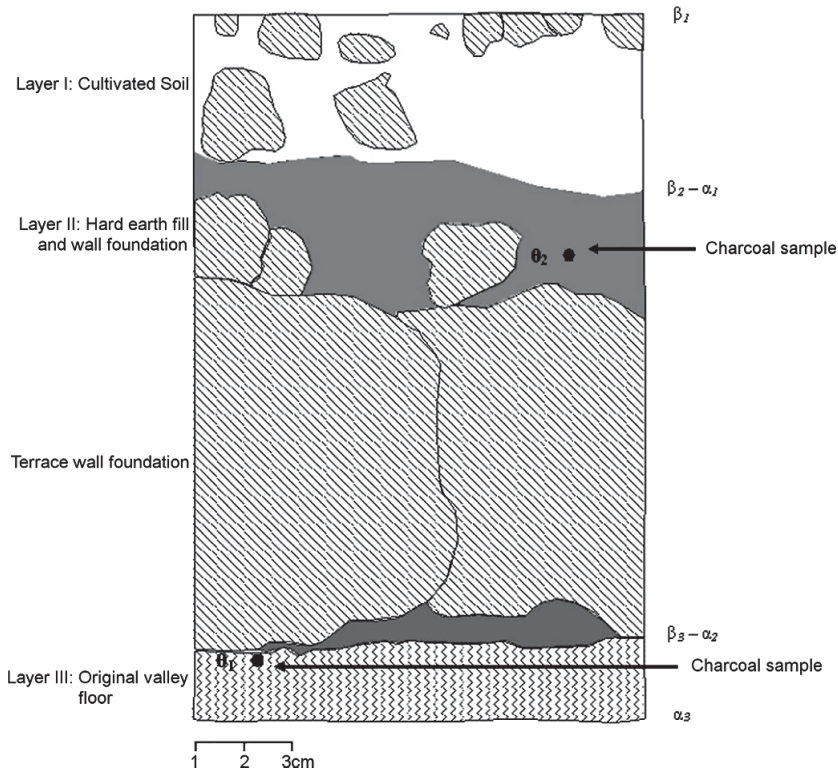 β1
Layer I: Cultivated Soil
β2 – α1
Layer II: Hard earth fill
and wall foundation
θ2
Charcoal sample
Terrace wall foundation
β3 – α2
θ1
Charcoal sample
Layer III: Original valley
floor
α3
1 2 3cm